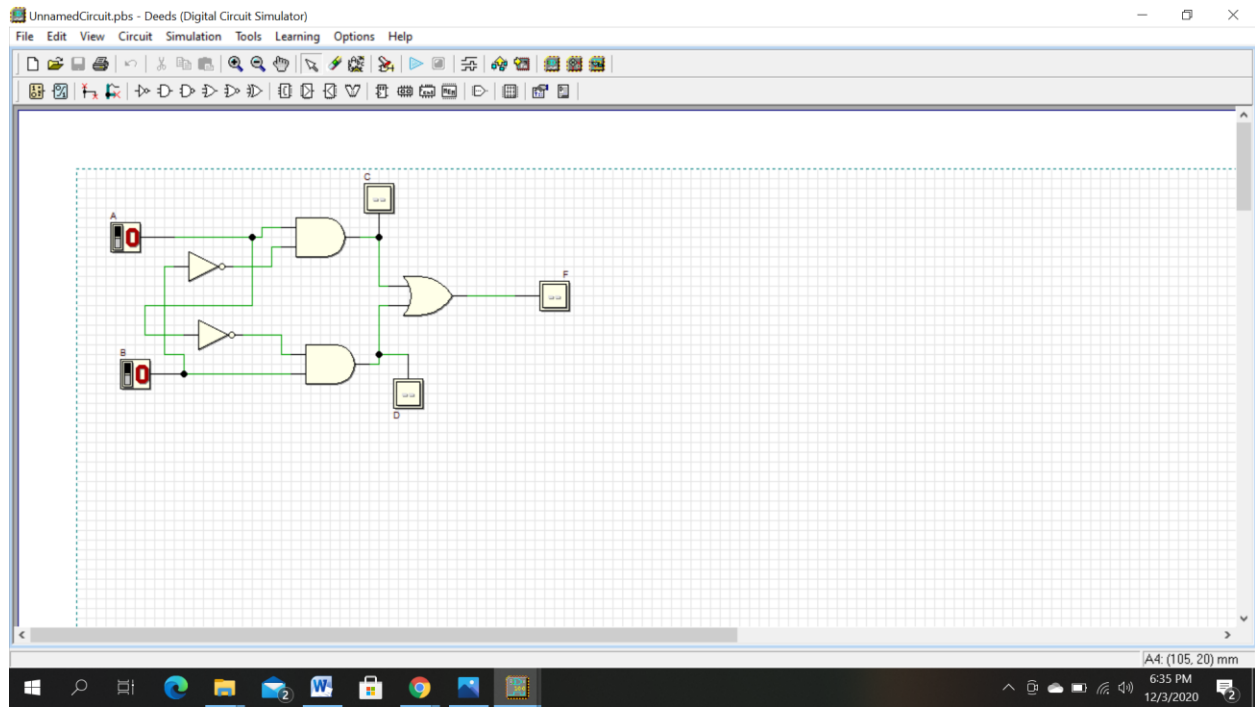 UnnamedCircuit.pbs - Deeds (Digital Circuit Simulator)
File Edit View Circuit Simulation Tools Learning Options Help
C
A
0
F
B
0
D
A4: (105, 20) mm
6:35 PM
12/3/2020
2
2